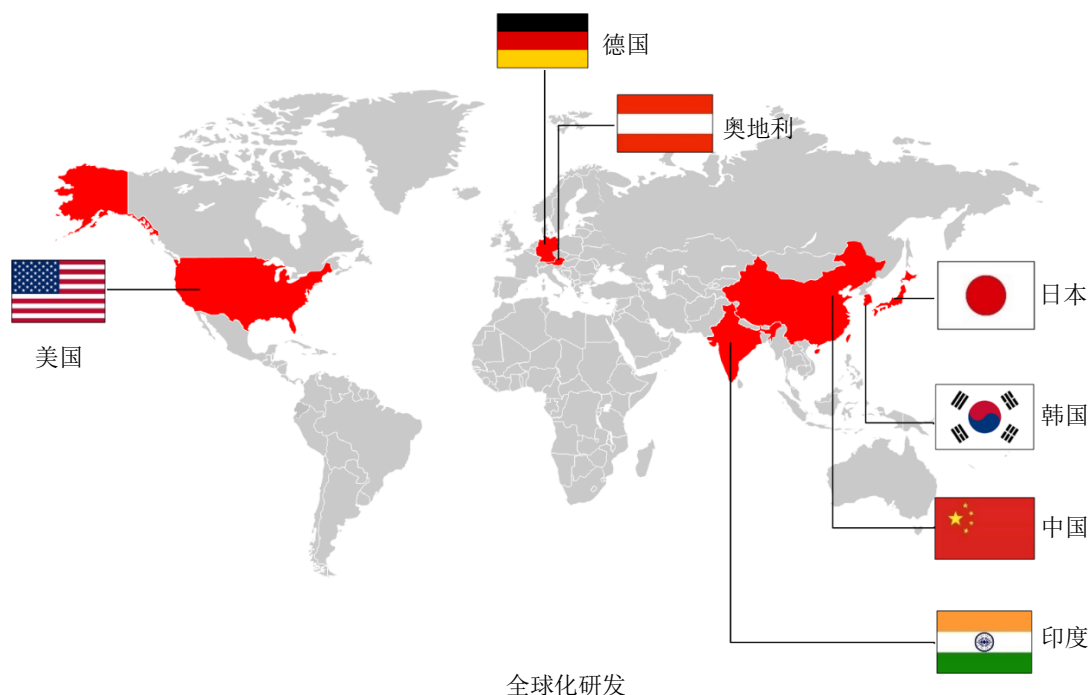 德国
奥地利
日本
美国
韩国
中国
印度
全球化研发